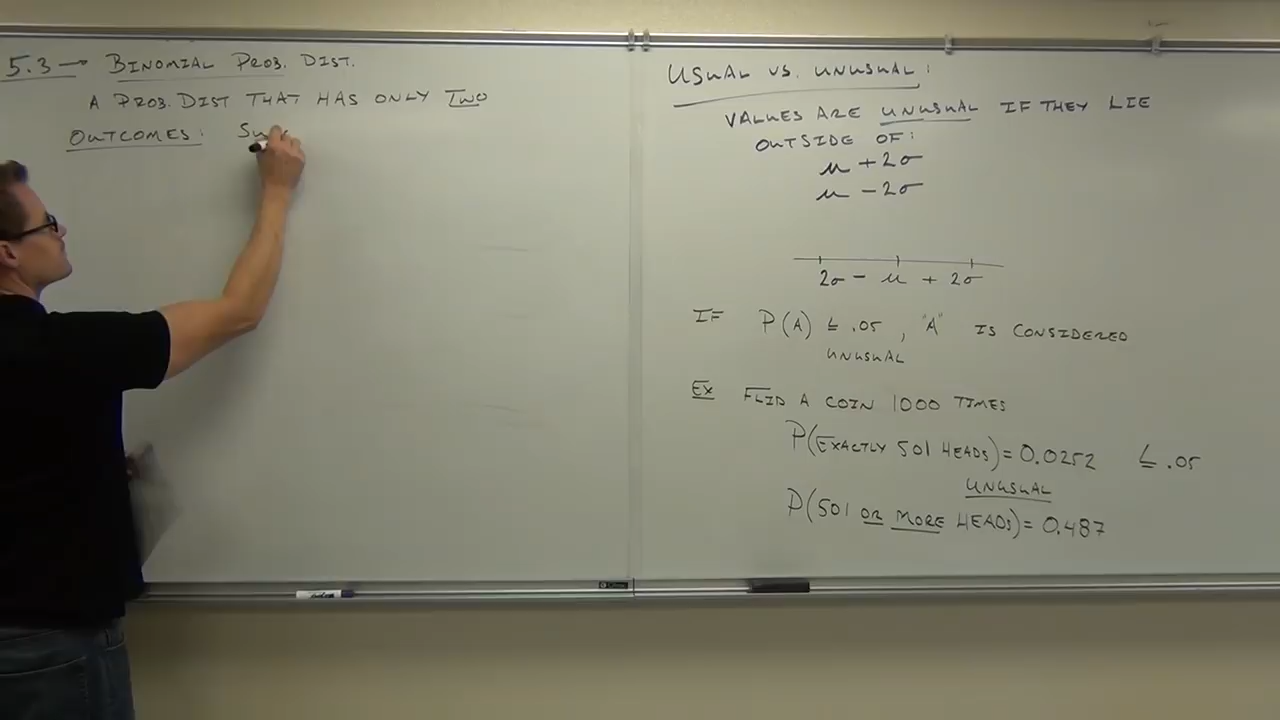 5.3 → BINOMIAL PROB. DIST.
A PROB. DIST THAT HAS ONLY TWO
OUTCOMES: Su
USUAL VS. UNUSUAL:
VALUES ARE UNUSUAL IF THEY LIE
OUTSIDE OF:
μ + 2σ
μ - 2σ
2σ - μ + 2σ
IF P(A) ≤ .05, "A" IS CONSIDERED
UNUSUAL
EX FLIP A COIN 1000 TIMES
P(EXACTLY 501 HEADS) = 0.0252 ≤ .05
UNUSUAL
P(501 OR MORE HEADS) = 0.487